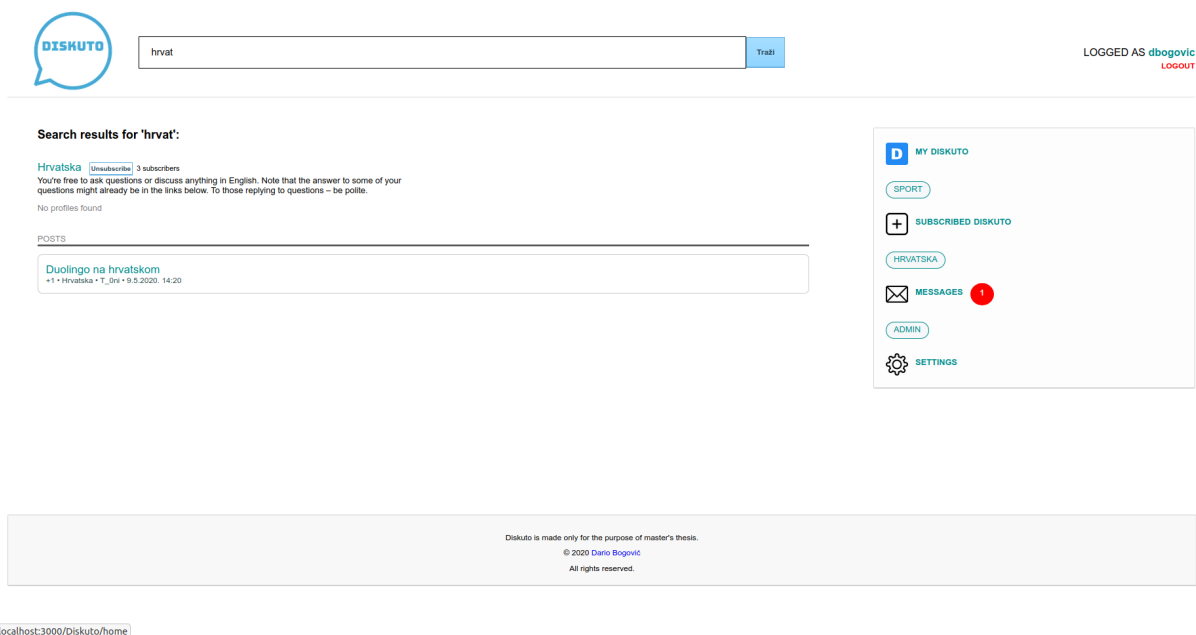 DISKUTO
hrvat
Traži
LOGGED AS dbogovic
LOGOUT
Search results for 'hrvat':
Hrvatska Unsubscribe 3 subscribers
You're free to ask questions or discuss anything in English. Note that the answer to some of your
questions might already be in the links below. To those replying to questions – be polite.
No profiles found
POSTS
Duolingo na hrvatskom
+1 • Hrvatska • T_0ni • 9.5.2020. 14:20
D MY DISKUTO
SPORT
SUBSCRIBED DISKUTO
HRVATSKA
MESSAGES 1
ADMIN
SETTINGS
Diskuto is made only for the purpose of master's thesis.
© 2020 Dario Bogović
All rights reserved.
localhost:3000/Diskuto/home